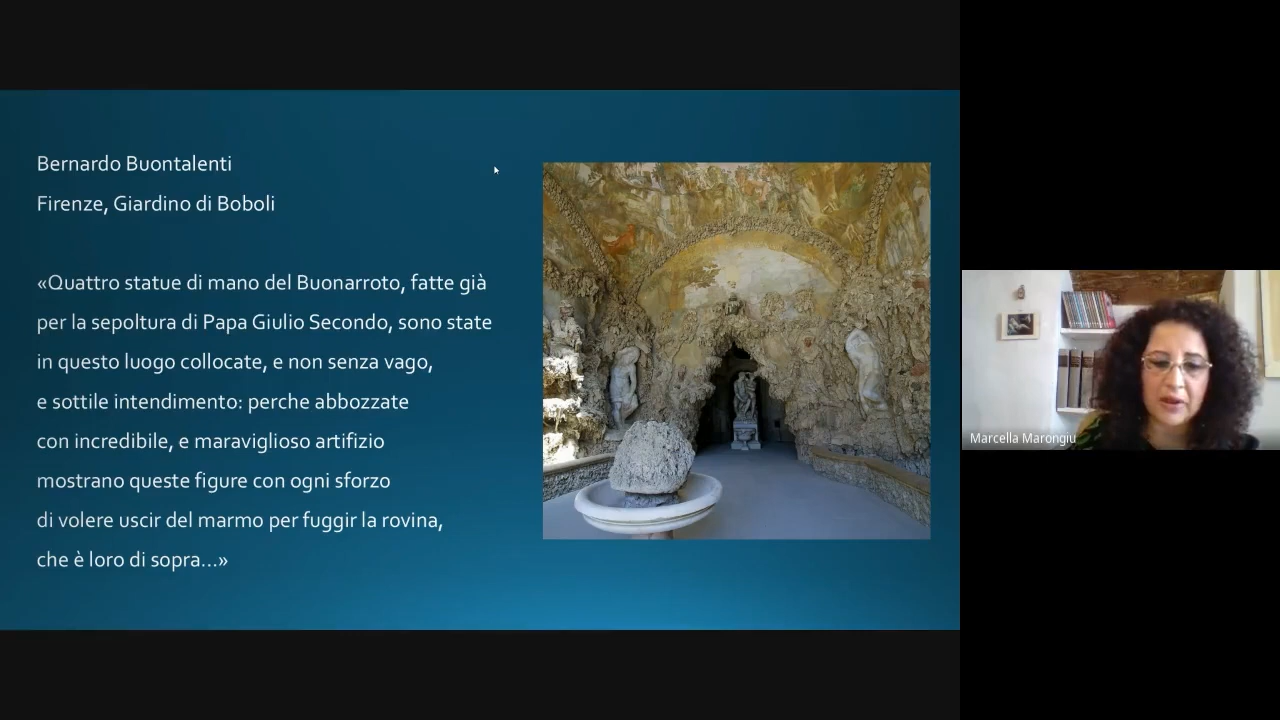 Bernardo Buontalenti
Firenze, Giardino di Boboli
«Quattro statue di mano del Buonarroto, fatte già
per la sepoltura di Papa Giulio Secondo, sono state
in questo luogo collocate, e non senza vago,
e sottile intendimento: perche abbozzate
con incredibile, e maraviglioso artifizio
mostrano queste figure con ogni sforzo
di volere uscir del marmo per fuggir la rovina,
che è loro di sopra...»
Marcella Marongiu